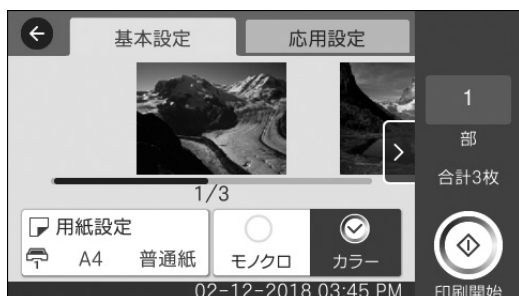 基本設定
応用設定
1
部
合計3枚
1/3
用紙設定
A4 普通紙
モノクロ
カラー
02-12-2018 03:45 PM
印刷開始